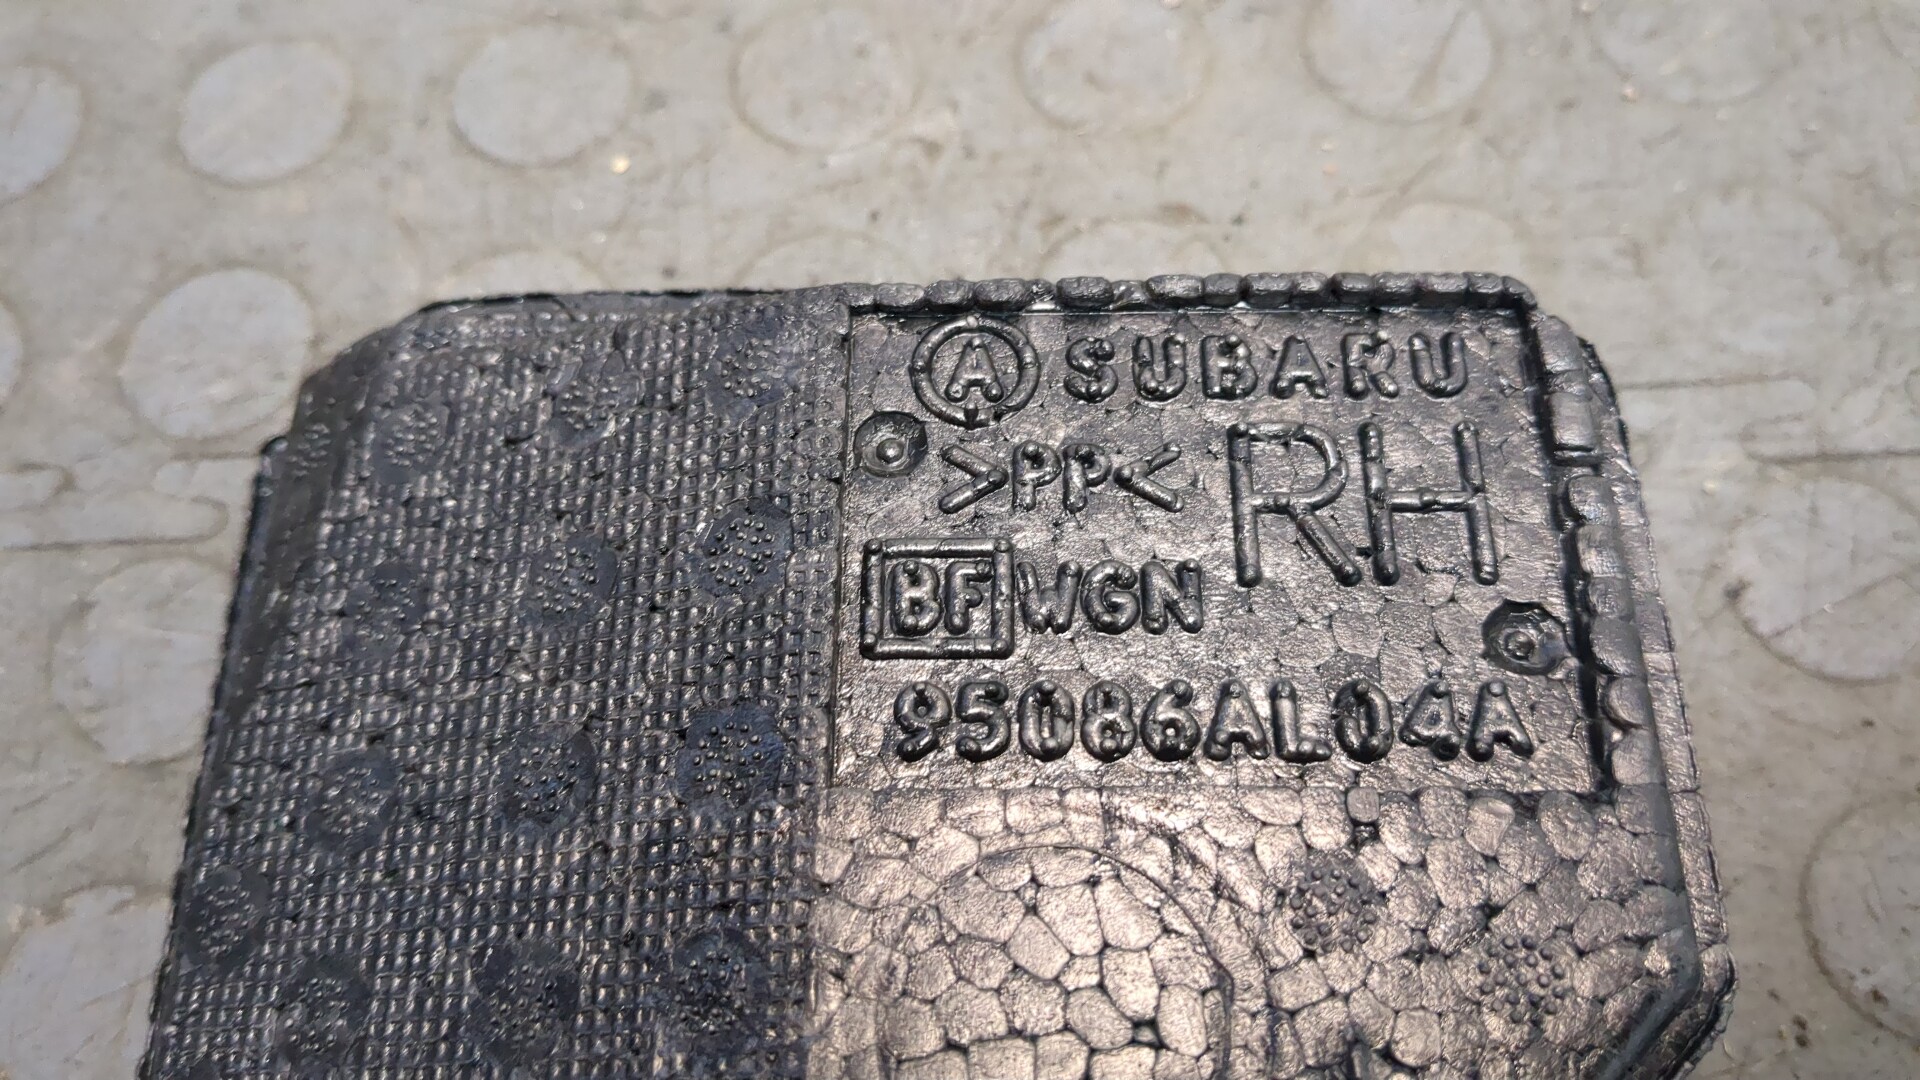 A SUBARU
>PP< RH
BF WGN
95086AL04A